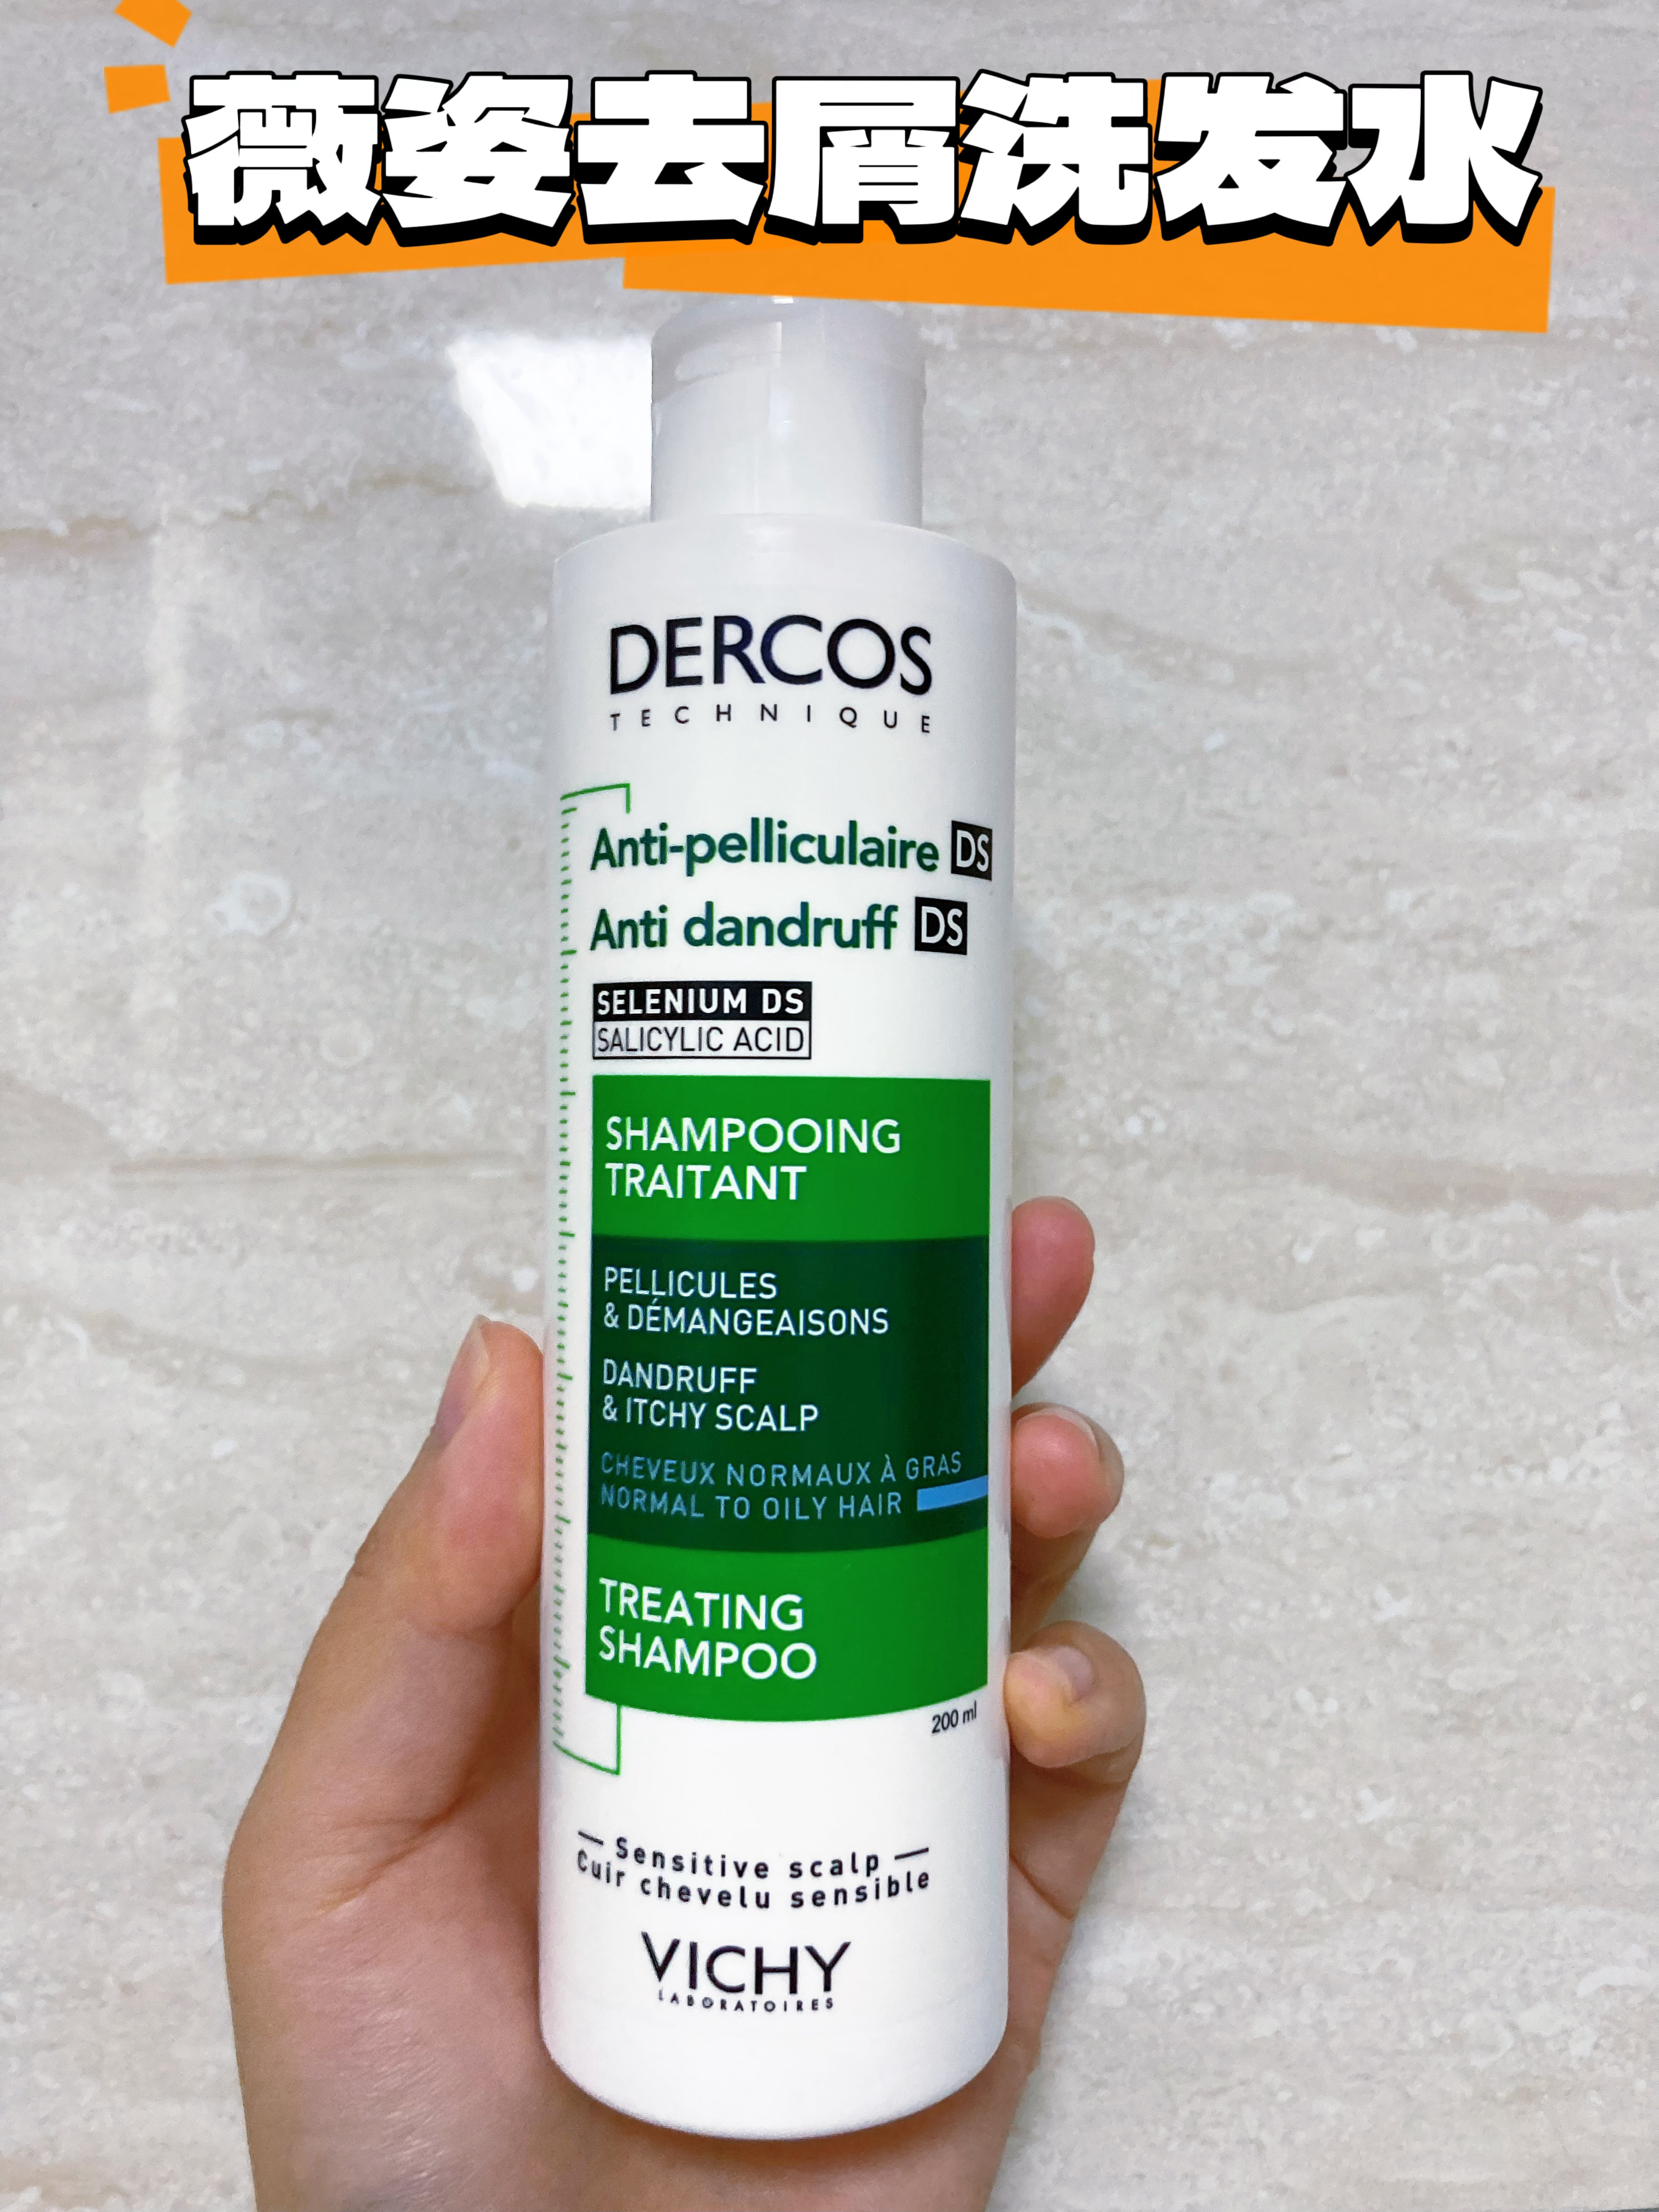 薇姿去屑洗发水
DERCOS
TECHNIQUE
Anti-pelliculaire DS
Anti dandruff DS
SELENIUM DS
SALICYLIC ACID
SHAMPOOING
TRAITANT
PELLICULES
& DÉMANGEAISONS
DANDRUFF
& ITCHY SCALP
CHEVEUX NORMAUX À GRAS
NORMAL TO OILY HAIR
TREATING
SHAMPOO
200 ml
Sensitive scalp
Cuir chevelu sensible
VICHY
LABORATOIRES